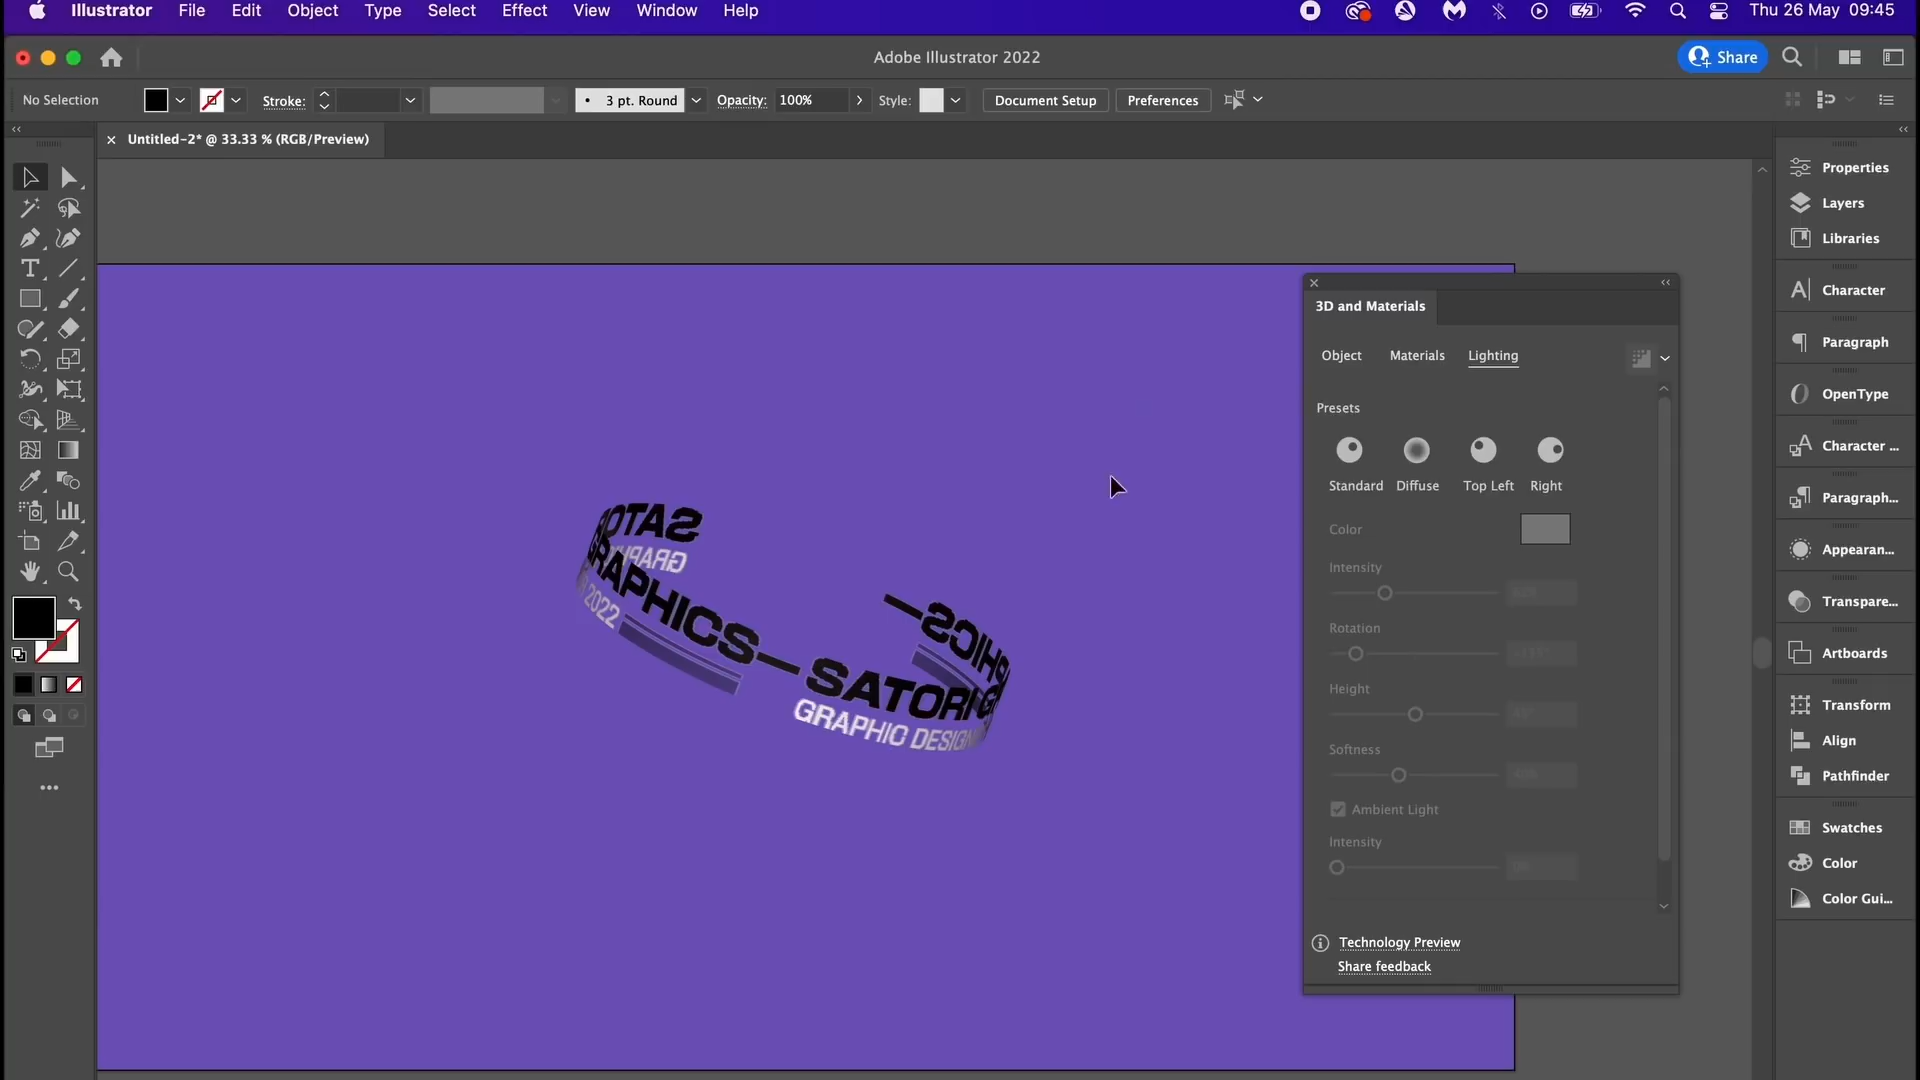 Illustrator File Edit Object Type Select Effect View Window Help Thu 26 May 09:45
Adobe Illustrator 2022
Share
No Selection Stroke: 3 pt. Round Opacity: 100% Style: Document Setup Preferences
Untitled-2* @ 33.33 % (RGB/Preview)
Properties
Layers
Libraries
Character
Paragraph
OpenType
Character ...
Paragraph...
Appearan...
Transpare...
Artboards
Transform
Align
Pathfinder
Swatches
Color
Color Gui...
3D and Materials
Object Materials Lighting
Presets
Standard Diffuse Top Left Right
Color
Intensity
Rotation
Height
Softness
Ambient Light
Intensity
Technology Preview
Share feedback
SATO
GRAPH
GRAPHICS—
2022
SATORI G
GRAPHIC DESIGN
PHICS—